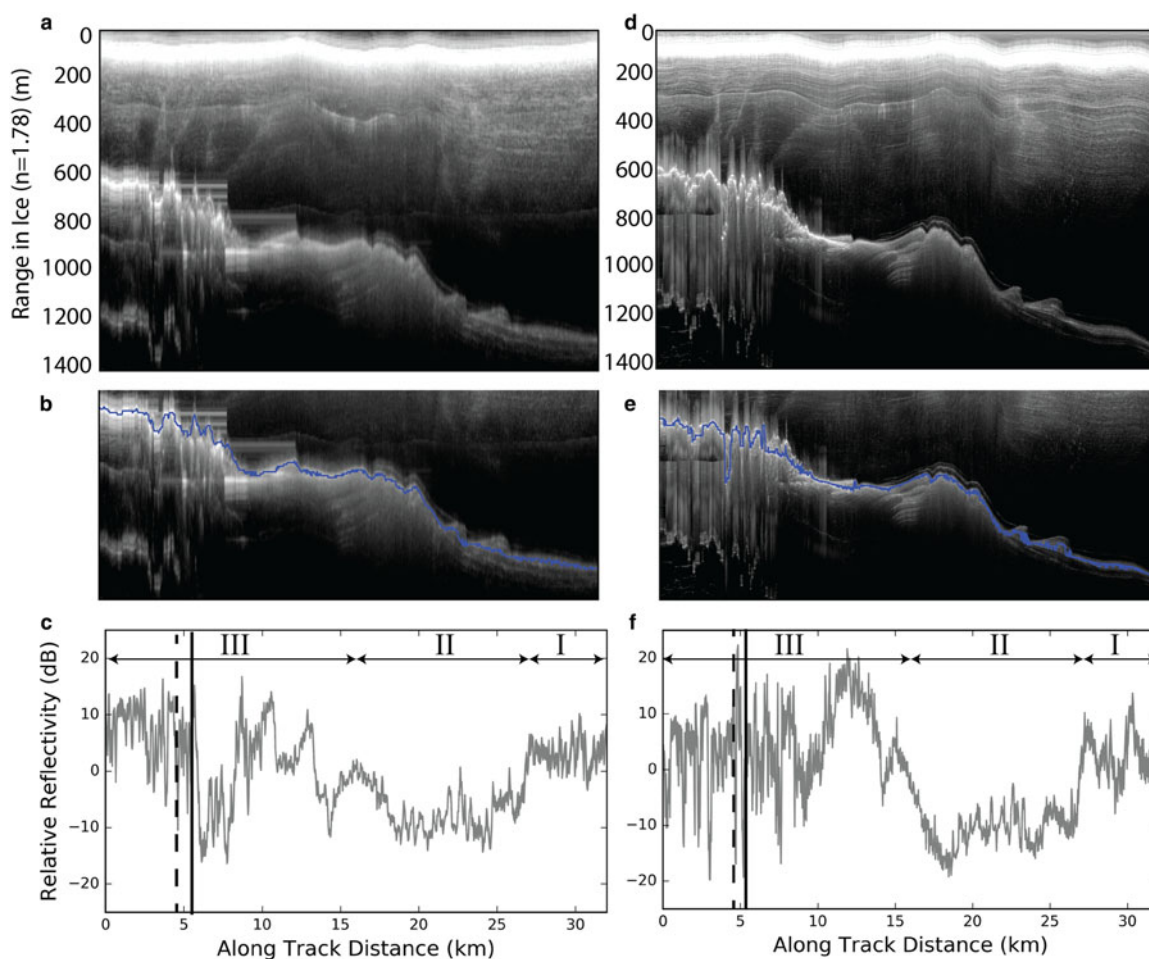 a
0
200
400
600
800
1000
1200
1400
Range in Ice (n=1.78) (m)
d
0
200
400
600
800
1000
1200
1400
b
e
c
III
II
I
20
10
0
−10
−20
Relative Reflectivity (dB)
0 5 10 15 20 25 30
Along Track Distance (km)
f
III
II
I
20
10
0
−10
−20
0 5 10 15 20 25 30
Along Track Distance (km)